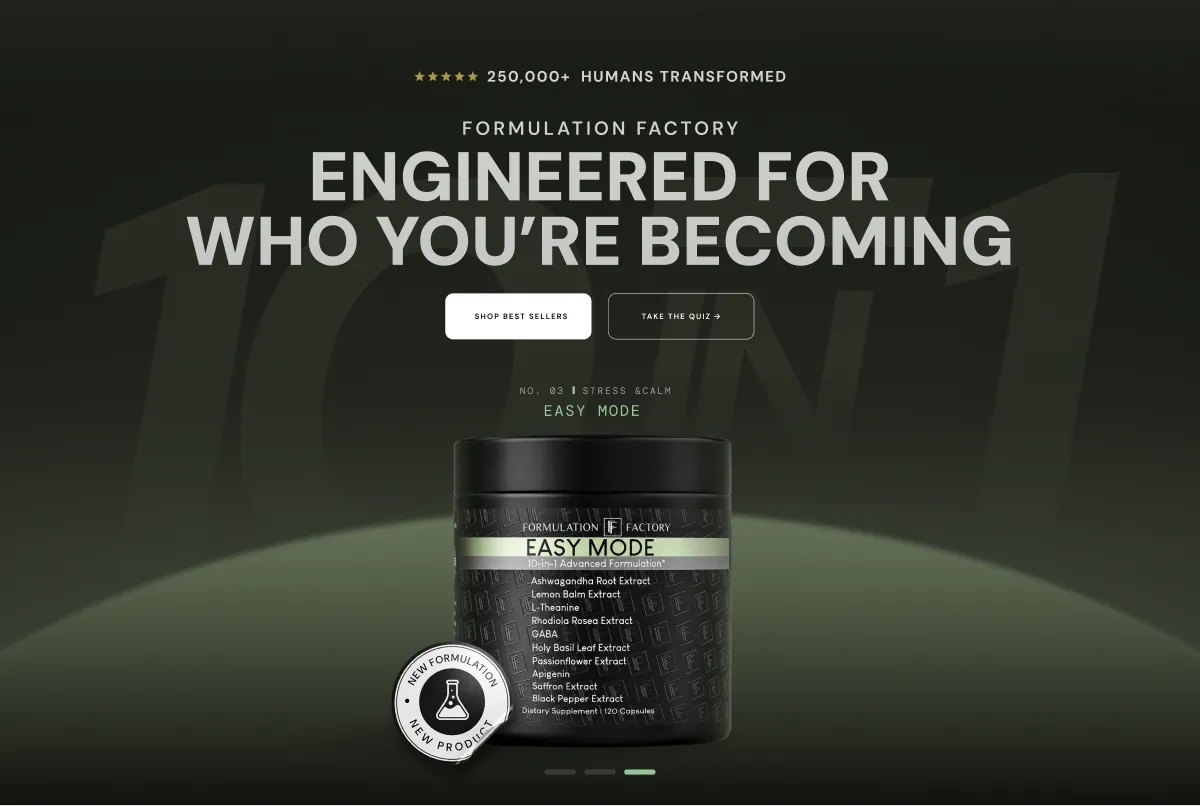 ★★★★★ 250,000+ HUMANS TRANSFORMED
FORMULATION FACTORY
ENGINEERED FOR
WHO YOU’RE BECOMING
10 IN 1
SHOP BEST SELLERS
TAKE THE QUIZ →
NO. 03 STRESS &CALM
EASY MODE
FORMULATION F FACTORY
EASY MODE
10-in-1 Advanced Formulation*
Ashwagandha Root Extract
Lemon Balm Extract
L-Theanine
Rhodiola Rosea Extract
GABA
Holy Basil Leaf Extract
Passionflower Extract
Apigenin
Saffron Extract
Black Pepper Extract
Dietary Supplement | 120 Capsules
NEW FORMULATION
NEW PRODUCT